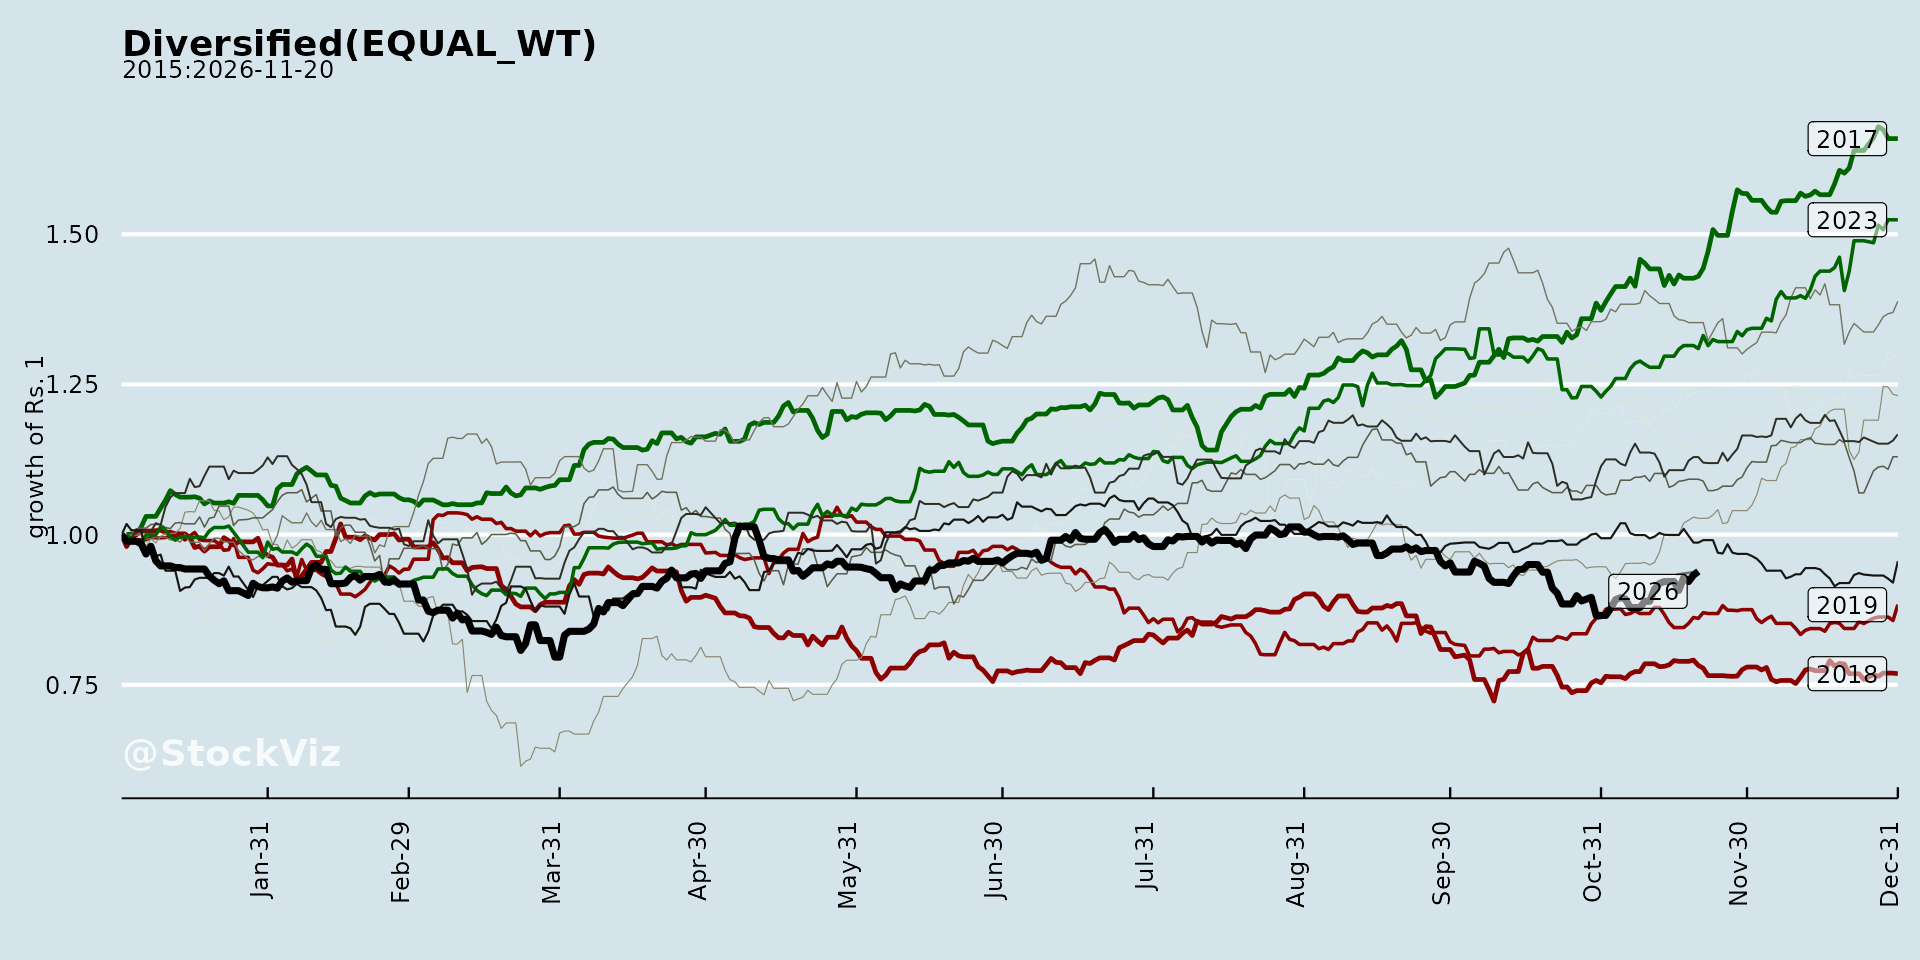 Diversified(EQUAL_WT)
2015:2026-11-20
growth of Rs. 1
1.50
1.25
1.00
0.75
2017
2023
2026
2019
2018
@StockViz
Jan-31
Feb-29
Mar-31
Apr-30
May-31
Jun-30
Jul-31
Aug-31
Sep-30
Oct-31
Nov-30
Dec-31